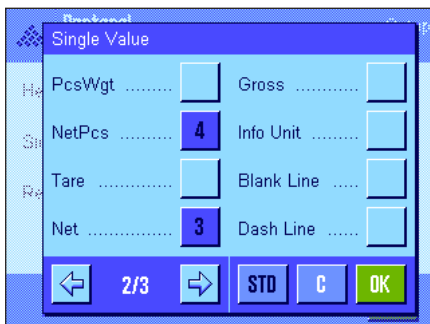 Single Value
PcsWgt ......... Gross ............
NetPcs ......... 4 Info Unit .........
Tare .............. Blank Line .....
Net ................ 3 Dash Line .....
2/3 STD C OK